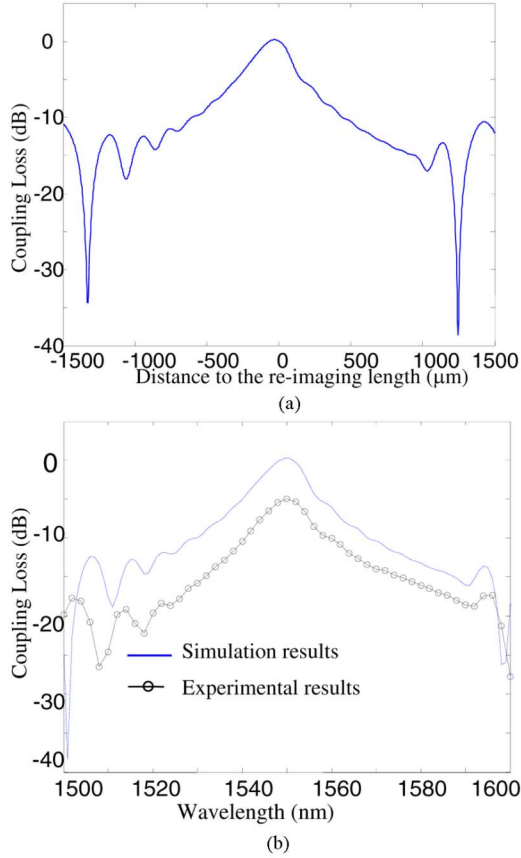 0
-10
-20
-30
-40
Coupling Loss (dB)
-1500 -1000 -500 0 500 1000 1500
Distance to the re-imaging length (μm)
(a)
0
-10
-20
-30
-40
Coupling Loss (dB)
Simulation results
Experimental results
1500 1520 1540 1560 1580 1600
Wavelength (nm)
(b)